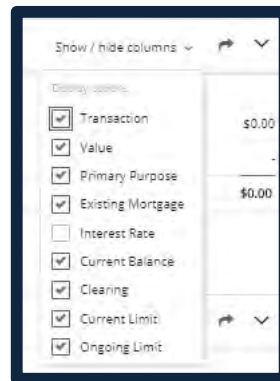 Show / hide columns
Display options
Transaction
$0.00
Value
-
Primary Purpose
$0.00
Existing Mortgage
Interest Rate
Current Balance
Clearing
Current Limit
Ongoing Limit